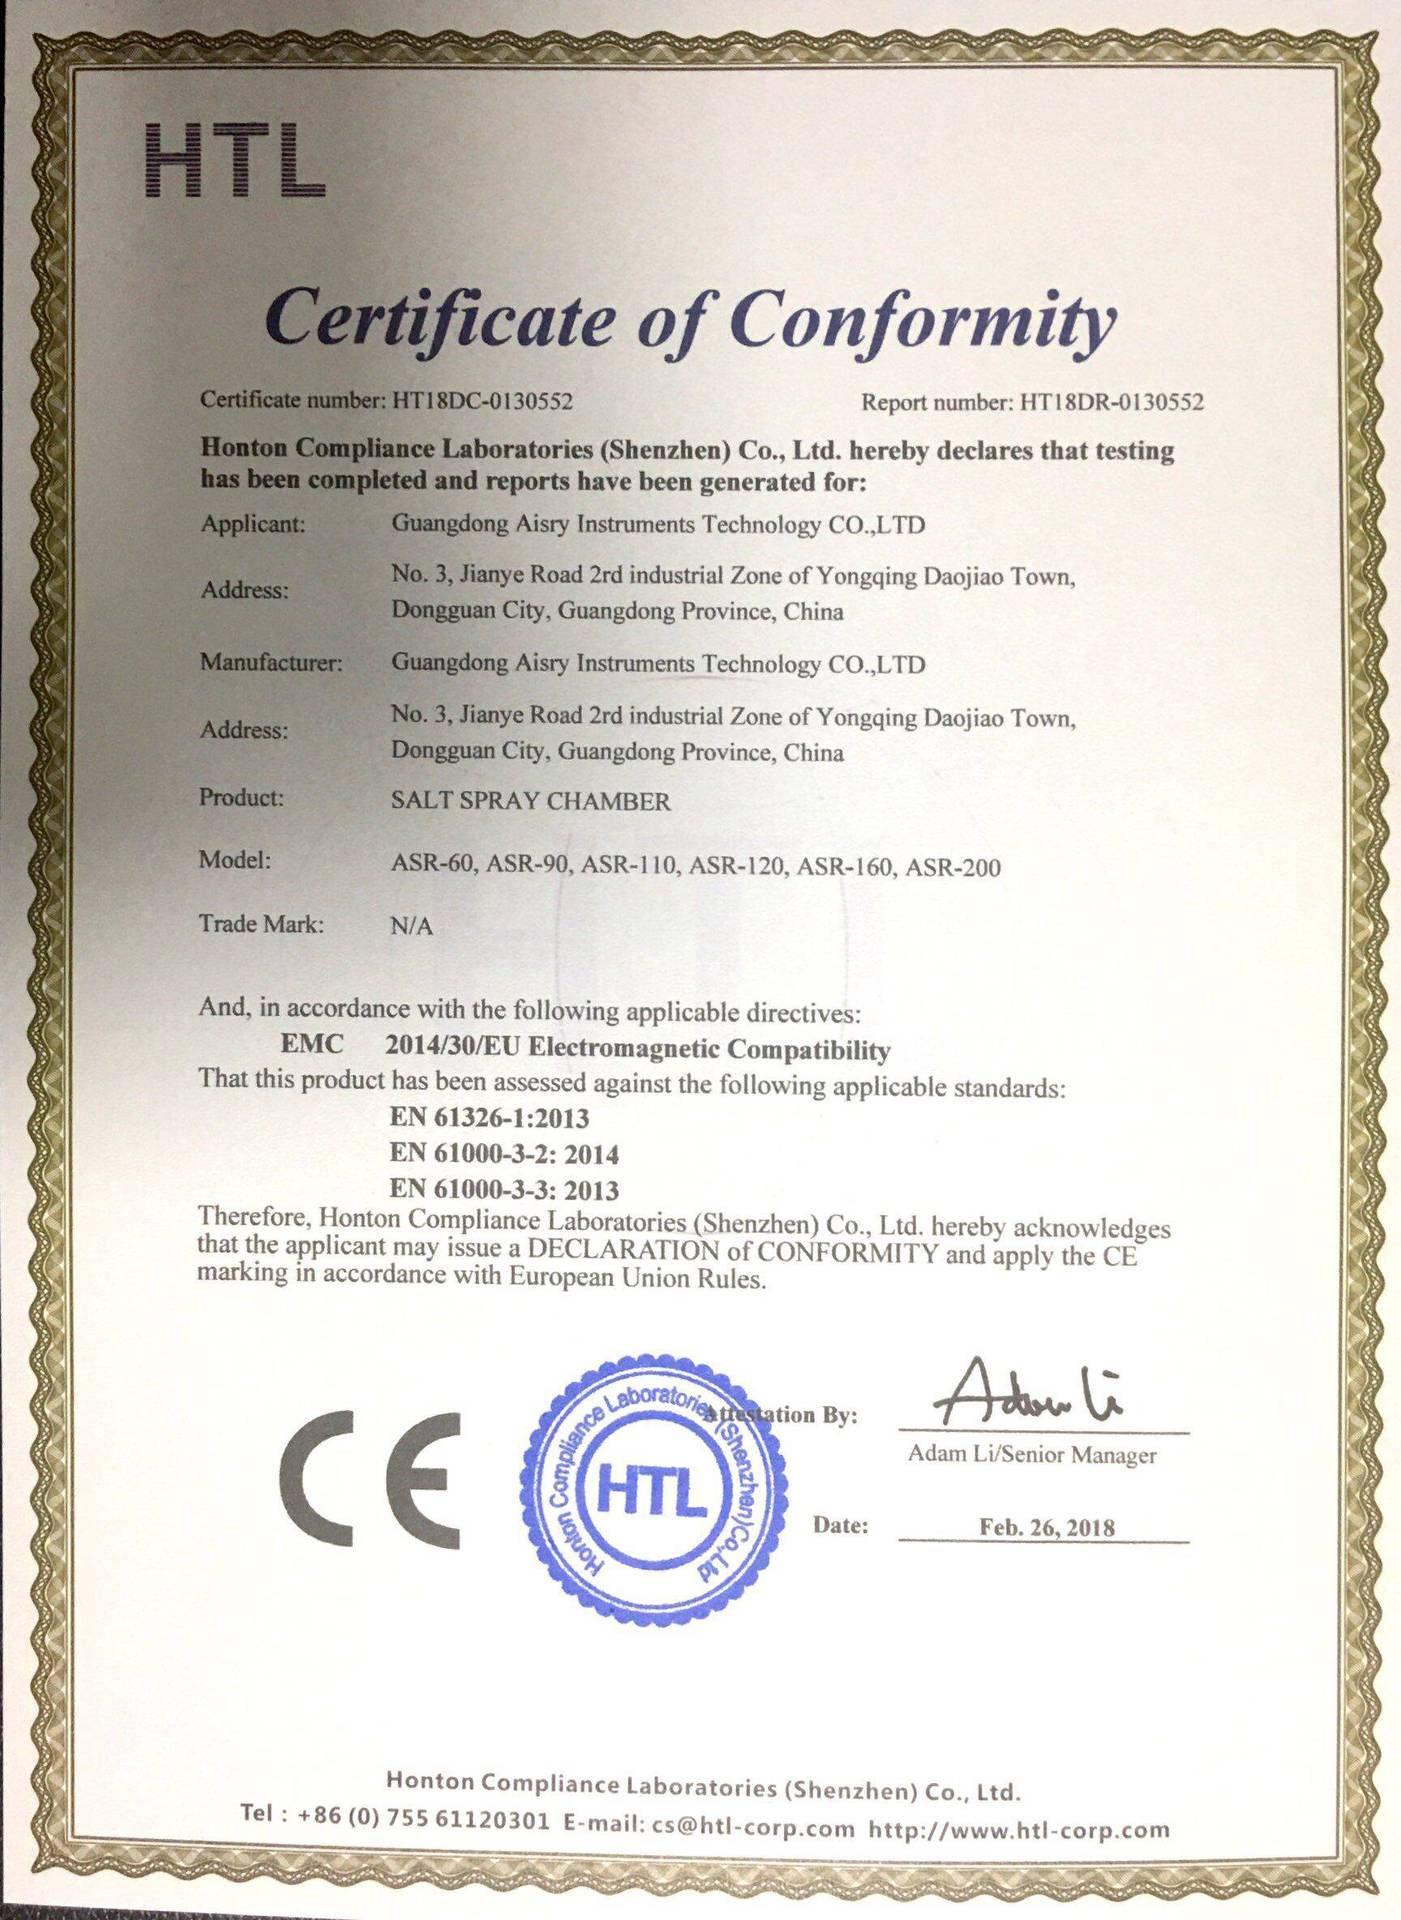 HTL
Certificate of Conformity
Certificate number: HT18DC-0130552 Report number: HT18DR-0130552
Honton Compliance Laboratories (Shenzhen) Co., Ltd. hereby declares that testing
has been completed and reports have been generated for:
Applicant: Guangdong Aisry Instruments Technology CO.,LTD
Address: No. 3, Jianye Road 2rd industrial Zone of Yongqing Daojiao Town,
Dongguan City, Guangdong Province, China
Manufacturer: Guangdong Aisry Instruments Technology CO.,LTD
Address: No. 3, Jianye Road 2rd industrial Zone of Yongqing Daojiao Town,
Dongguan City, Guangdong Province, China
Product: SALT SPRAY CHAMBER
Model: ASR-60, ASR-90, ASR-110, ASR-120, ASR-160, ASR-200
Trade Mark: N/A
And, in accordance with the following applicable directives:
EMC 2014/30/EU Electromagnetic Compatibility
That this product has been assessed against the following applicable standards:
EN 61326-1:2013
EN 61000-3-2: 2014
EN 61000-3-3: 2013
Therefore, Honton Compliance Laboratories (Shenzhen) Co., Ltd. hereby acknowledges
that the applicant may issue a DECLARATION of CONFORMITY and apply the CE
marking in accordance with European Union Rules.
CE
Honton Compliance Laboratories (Shenzhen)Co.,Ltd
HTL
Attestation By: Adam Li
Adam Li/Senior Manager
Date: Feb. 26, 2018
Honton Compliance Laboratories (Shenzhen) Co., Ltd.
Tel : +86 (0) 755 61120301 E-mail: cs@htl-corp.com http://www.htl-corp.com